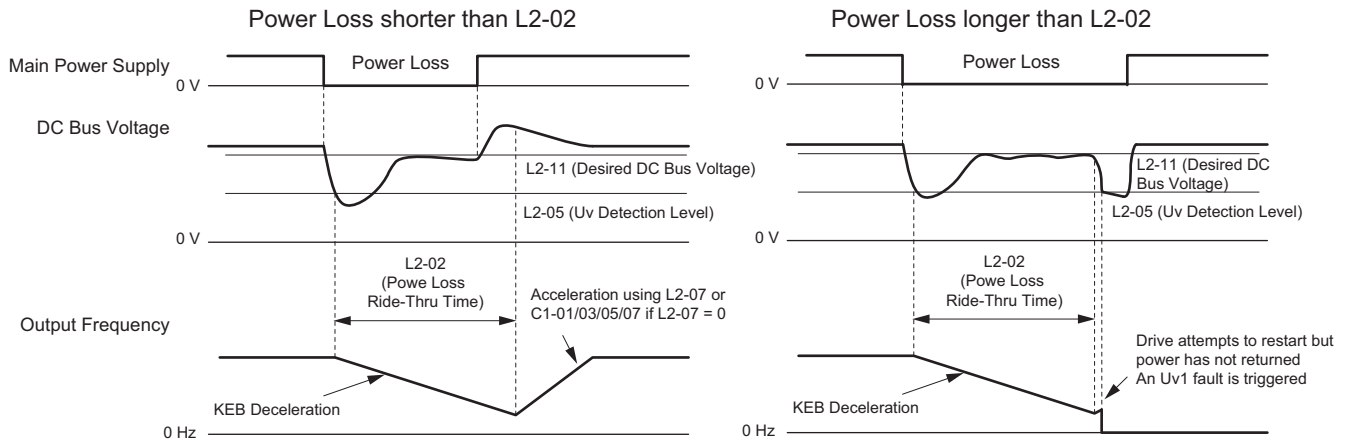 Power Loss shorter than L2-02
Main Power Supply
Power Loss
0 V
DC Bus Voltage
L2-11 (Desired DC Bus Voltage)
L2-05 (Uv Detection Level)
0 V
L2-02
(Powe Loss
Ride-Thru Time)
Acceleration using L2-07 or
C1-01/03/05/07 if L2-07 = 0
Output Frequency
KEB Deceleration
0 Hz
Power Loss longer than L2-02
Power Loss
0 V
L2-11 (Desired DC
Bus Voltage)
L2-05 (Uv Detection Level)
0 V
L2-02
(Powe Loss
Ride-Thru Time)
Drive attempts to restart but
power has not returned
An Uv1 fault is triggered
KEB Deceleration
0 Hz